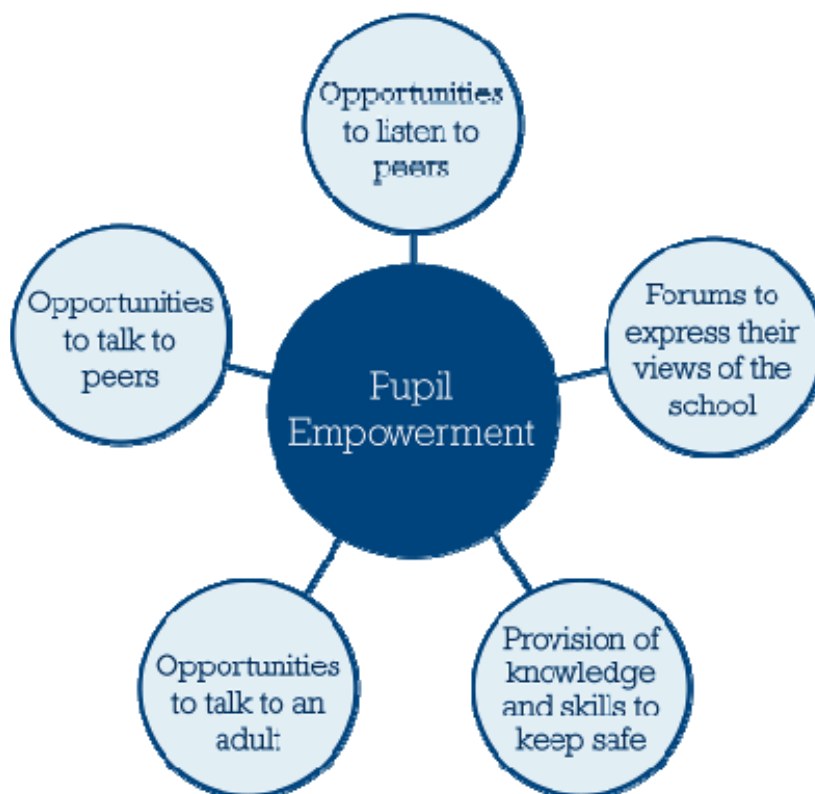 Opportunities
to listen to
peers
Forums to
express their
views of the
school
Provision of
knowledge
and skills to
keep safe
Opportunities
to talk to an
adult
Opportunities
to talk to
peers
Pupil
Empowerment